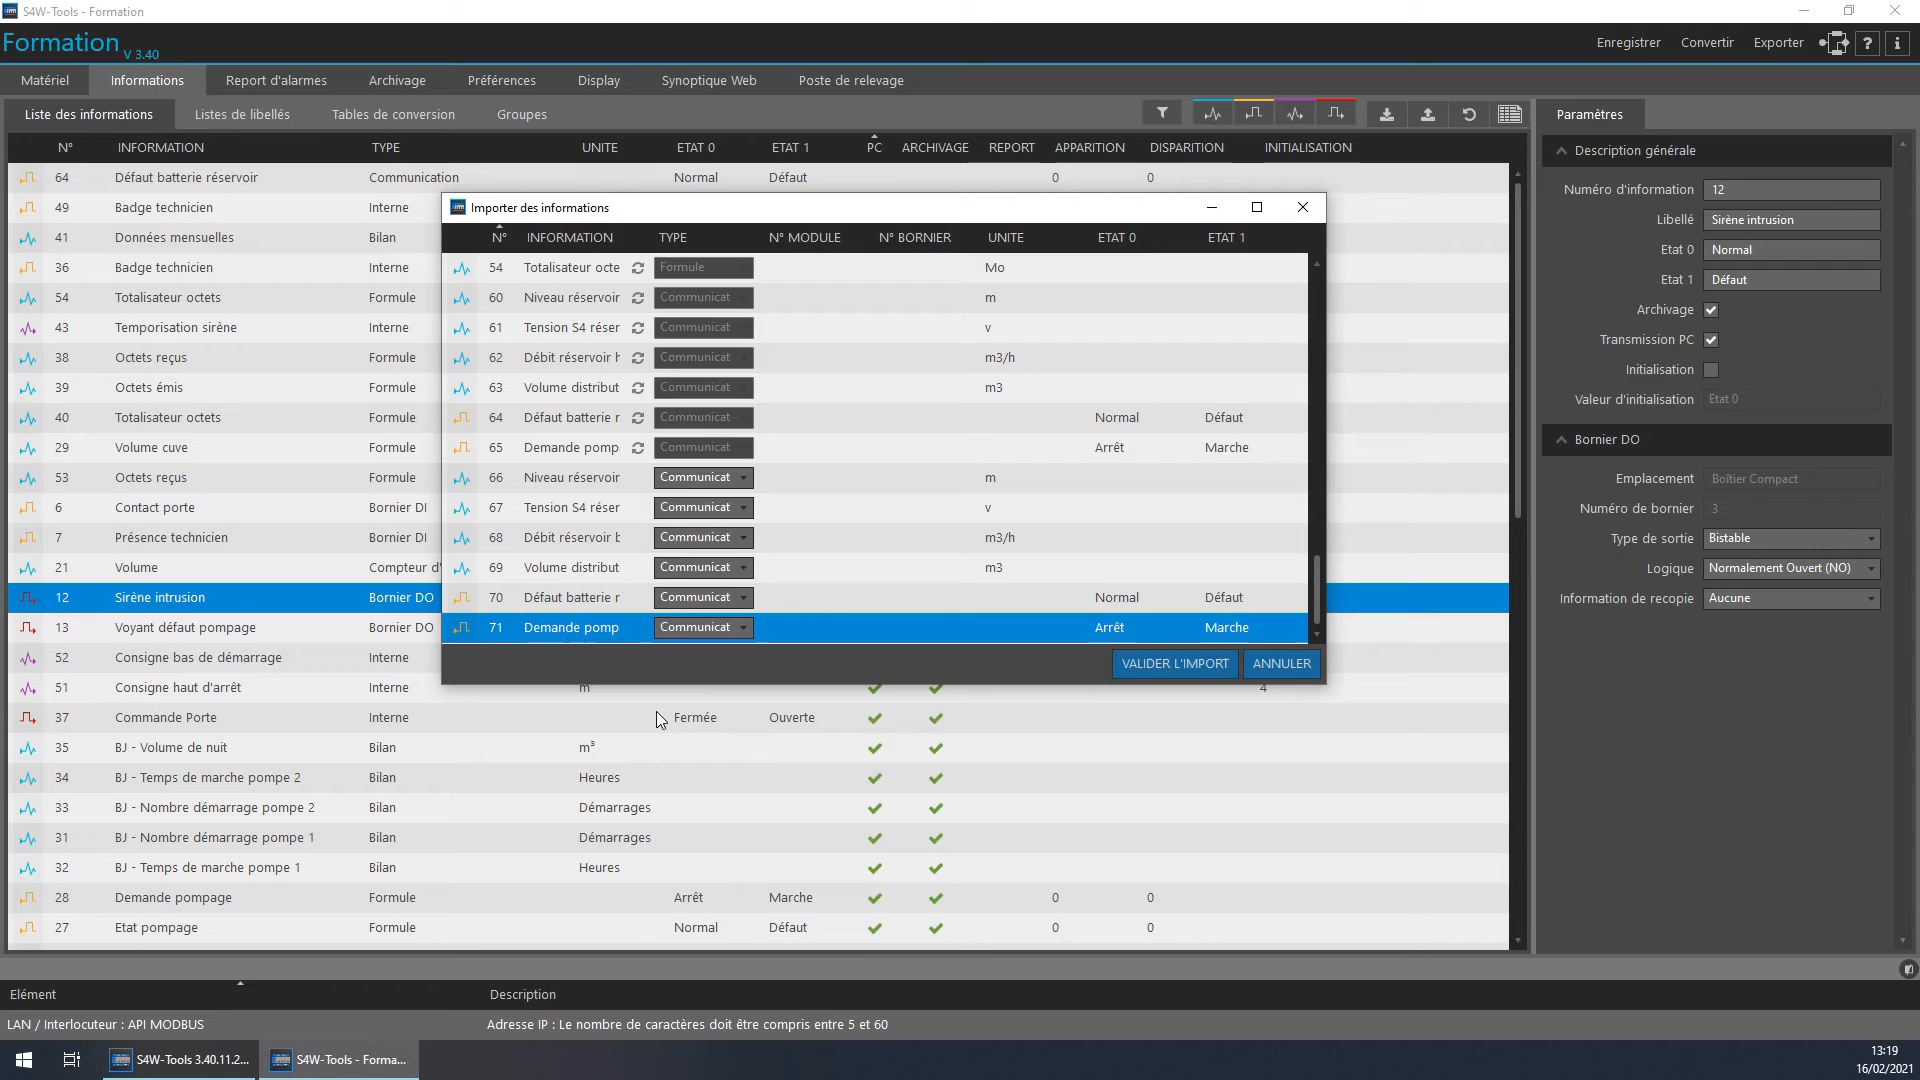 S4W-Tools - Formation
Formation V 3.40
Enregistrer Convertir Exporter ? i
Matériel Informations Report d'alarmes Archivage Préférences Display Synoptique Web Poste de relevage
Liste des informations Listes de libellés Tables de conversion Groupes
N° INFORMATION TYPE UNITE ETAT 0 ETAT 1 PC ARCHIVAGE REPORT APPARITION DISPARITION INITIALISATION
64 Défaut batterie réservoir Communication Normal Défaut 0 0
49 Badge technicien Interne
41 Données mensuelles Bilan
36 Badge technicien Interne
54 Totalisateur octets Formule
43 Temporisation sirène Interne
38 Octets reçus Formule
39 Octets émis Formule
40 Totalisateur octets Formule
29 Volume cuve Formule
53 Octets reçus Formule
6 Contact porte Bornier DI
7 Présence technicien Bornier DI
21 Volume Compteur d'
12 Sirène intrusion Bornier DO
13 Voyant défaut pompage Bornier DO
52 Consigne bas de démarrage Interne
51 Consigne haut d'arrêt Interne m 4
37 Commande Porte Interne Fermée Ouverte
35 BJ - Volume de nuit Bilan m³
34 BJ - Temps de marche pompe 2 Bilan Heures
33 BJ - Nombre démarrage pompe 2 Bilan Démarrages
31 BJ - Nombre démarrage pompe 1 Bilan Démarrages
32 BJ - Temps de marche pompe 1 Bilan Heures
28 Demande pompage Formule Arrêt Marche 0 0
27 Etat pompage Formule Normal Défaut 0 0
Importer des informations
N° INFORMATION TYPE N° MODULE N° BORNIER UNITE ETAT 0 ETAT 1
54 Totalisateur octe Formule Mo
60 Niveau réservoir Communicat m
61 Tension S4 réser Communicat v
62 Débit réservoir h Communicat m3/h
63 Volume distribut Communicat m3
64 Défaut batterie r Communicat Normal Défaut
65 Demande pomp Communicat Arrêt Marche
66 Niveau réservoir Communicat m
67 Tension S4 réser Communicat v
68 Débit réservoir b Communicat m3/h
69 Volume distribut Communicat m3
70 Défaut batterie r Communicat Normal Défaut
71 Demande pomp Communicat Arrêt Marche
VALIDER L'IMPORT ANNULER
Paramètres
Description générale
Numéro d'information 12
Libellé Sirène intrusion
Etat 0 Normal
Etat 1 Défaut
Archivage
Transmission PC
Initialisation
Valeur d'initialisation Etat 0
Bornier DO
Emplacement Boîtier Compact
Numéro de bornier 3
Type de sortie Bistable
Logique Normalement Ouvert (NO)
Information de recopie Aucune
Elément Description
LAN / Interlocuteur : API MODBUS Adresse IP : Le nombre de caractères doit être compris entre 5 et 60
S4W-Tools 3.40.11.2... S4W-Tools - Forma...
13:19
16/02/2021